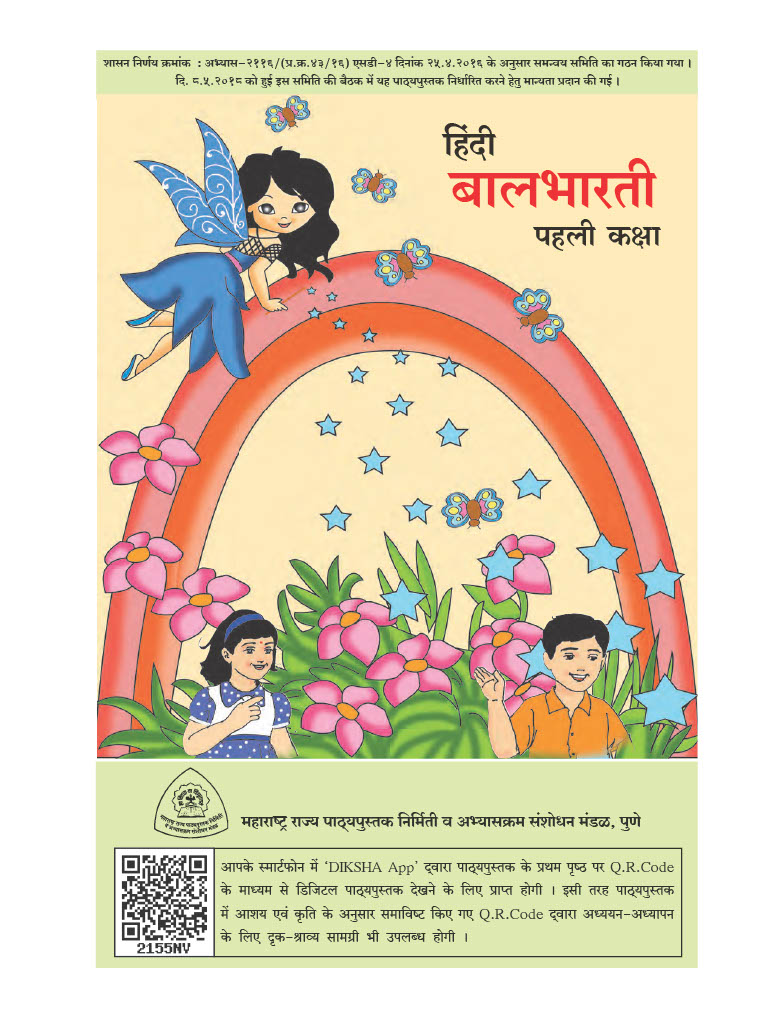 शासन निर्णय क्रमांक : अभ्यास–२११६/(प्र.क्र.४३/१६) एसडी–४ दिनांक २५.४.२०१६ के अनुसार समन्वय समिति का गठन किया गया ।
दि. ८.५.२०१८ को हुई इस समिति की बैठक में यह पाठ्यपुस्तक निर्धारित करने हेतु मान्यता प्रदान की गई ।
हिंदी
बालभारती
पहली कक्षा
महाराष्ट्र राज्य पाठ्यपुस्तक निर्मिती व अभ्यासक्रम संशोधन मंडळ, पुणे
आपके स्मार्टफोन में ‘DIKSHA App’ द्वारा पाठ्यपुस्तक के प्रथम पृष्ठ पर Q.R.Code
के माध्यम से डिजिटल पाठ्यपुस्तक देखने के लिए प्राप्त होगी । इसी तरह पाठ्यपुस्तक
में आशय एवं कृति के अनुसार समाविष्ट किए गए Q.R.Code द्वारा अध्ययन–अध्यापन
के लिए दृक–श्राव्य सामग्री भी उपलब्ध होगी ।
2155NV